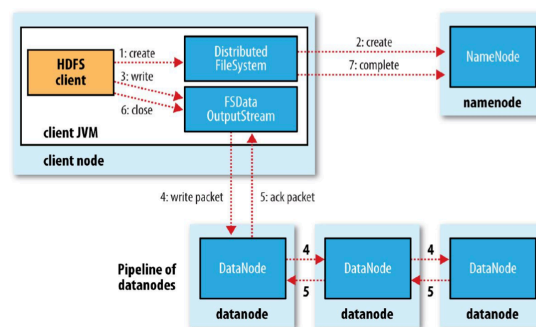 HDFS
client
1: create
3: write
6: close
Distributed
FileSystem
FSData
OutputStream
client JVM
client node
2: create
7: complete
NameNode
namenode
4: write packet
5: ack packet
Pipeline of
datanodes
DataNode
datanode
4
5
DataNode
datanode
4
5
DataNode
datanode